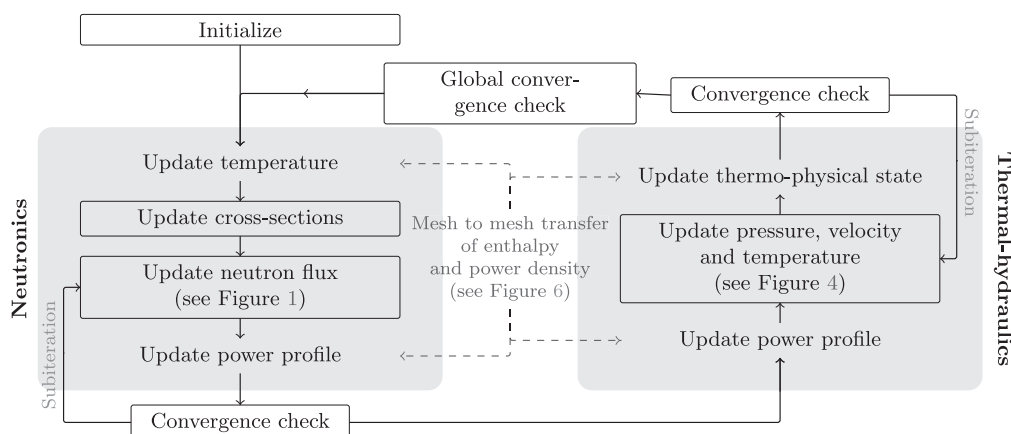 Initialize
Global conver-
gence check
Convergence check
Neutronics
Update temperature
Update cross-sections
Update neutron flux
(see Figure 1)
Update power profile
Convergence check
Subiteration
Mesh to mesh transfer
of enthalpy
and power density
(see Figure 6)
Update thermo-physical state
Update pressure, velocity
and temperature
(see Figure 4)
Update power profile
Subiteration
Thermal-hydraulics